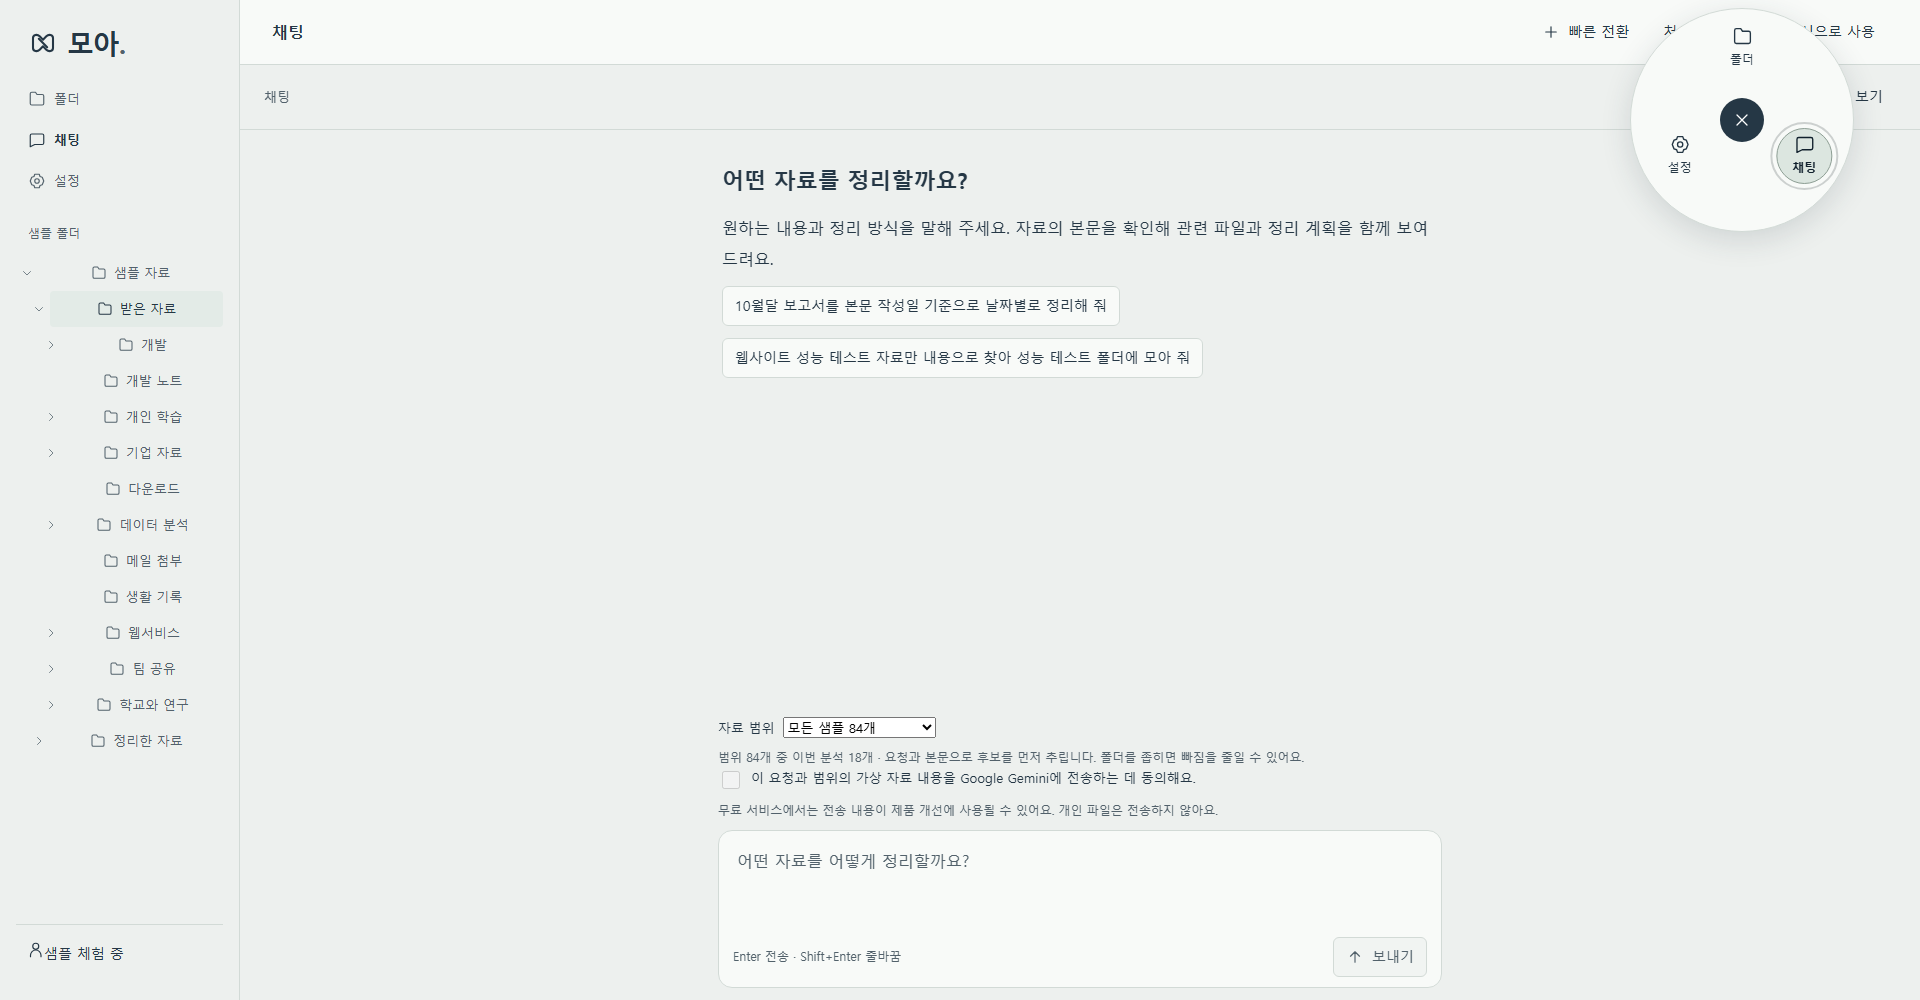 모아.
폴더
채팅
설정
샘플 폴더
샘플 자료
받은 자료
개발
개발 노트
개인 학습
기업 자료
다운로드
데이터 분석
메일 첨부
생활 기록
웹서비스
팀 공유
학교와 연구
정리한 자료
샘플 체험 중
채팅
빠른 전환
으로 사용
채팅
보기
폴더
설정
채팅
어떤 자료를 정리할까요?
원하는 내용과 정리 방식을 말해 주세요. 자료의 본문을 확인해 관련 파일과 정리 계획을 함께 보여
드려요.
10월달 보고서를 본문 작성일 기준으로 날짜별로 정리해 줘
웹사이트 성능 테스트 자료만 내용으로 찾아 성능 테스트 폴더에 모아 줘
자료 범위 모든 샘플 84개
범위 84개 중 이번 분석 18개 · 요청과 본문으로 후보를 먼저 추립니다. 폴더를 좁히면 빠짐을 줄일 수 있어요.
이 요청과 범위의 가상 자료 내용을 Google Gemini에 전송하는 데 동의해요.
무료 서비스에서는 전송 내용이 제품 개선에 사용될 수 있어요. 개인 파일은 전송하지 않아요.
어떤 자료를 어떻게 정리할까요?
Enter 전송 · Shift+Enter 줄바꿈
보내기